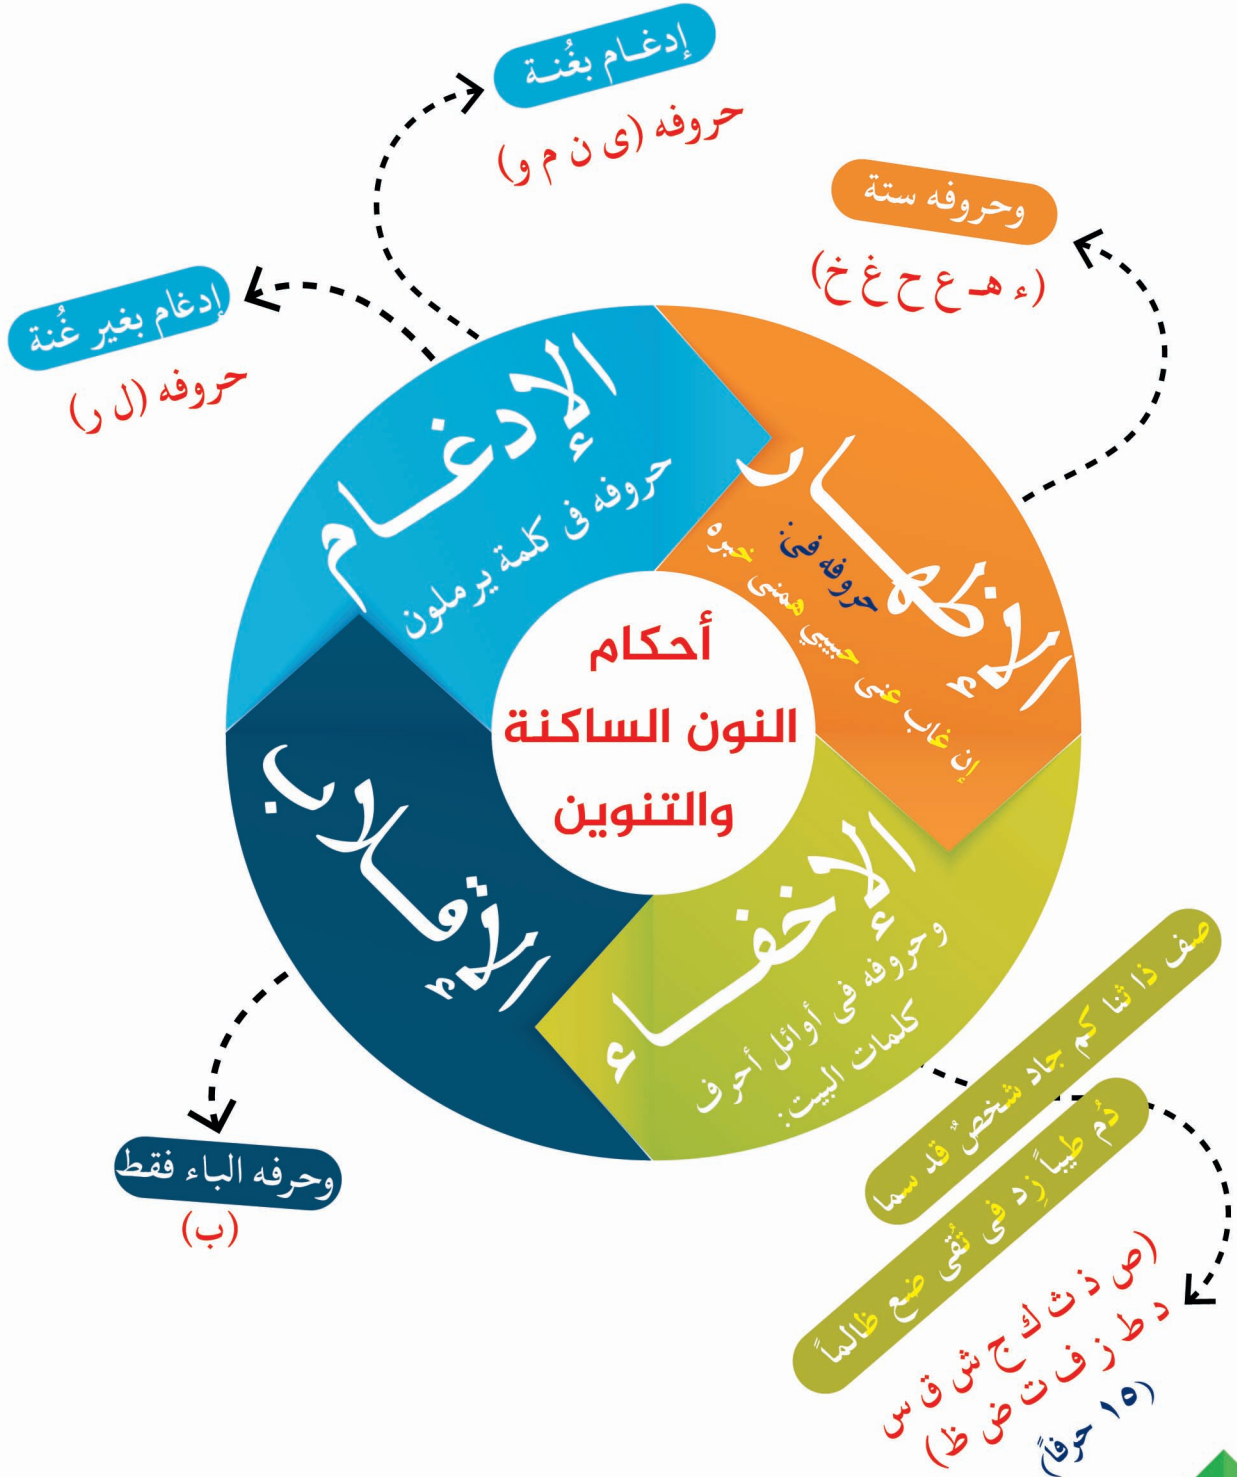 أحكام
النون الساكنة
والتنوين
الإظهار
حروفه فى:
إن غاب عنى حبيبي همنى خبره
وحروفه ستة
(ء هـ ع ح غ خ)
الإدغام
حروفه فى كلمة يرملون
إدغام بغُنة
حروفه (ى ن م و)
إدغام بغير غُنة
حروفه (ل ر)
الإقلاب
وحرفه الباء فقط
(ب)
الإخفاء
وحروفه فى أوائل أحرف
كلمات البيت:
صف ذا ثنا كم جاد شخصٌ قد سما
دُم طيباً زِد فى تُقى ضع ظالماً
(ص ذ ث ك ج ش ق س
د ط ز ف ت ض ظ)
(١٥ حرفاً)